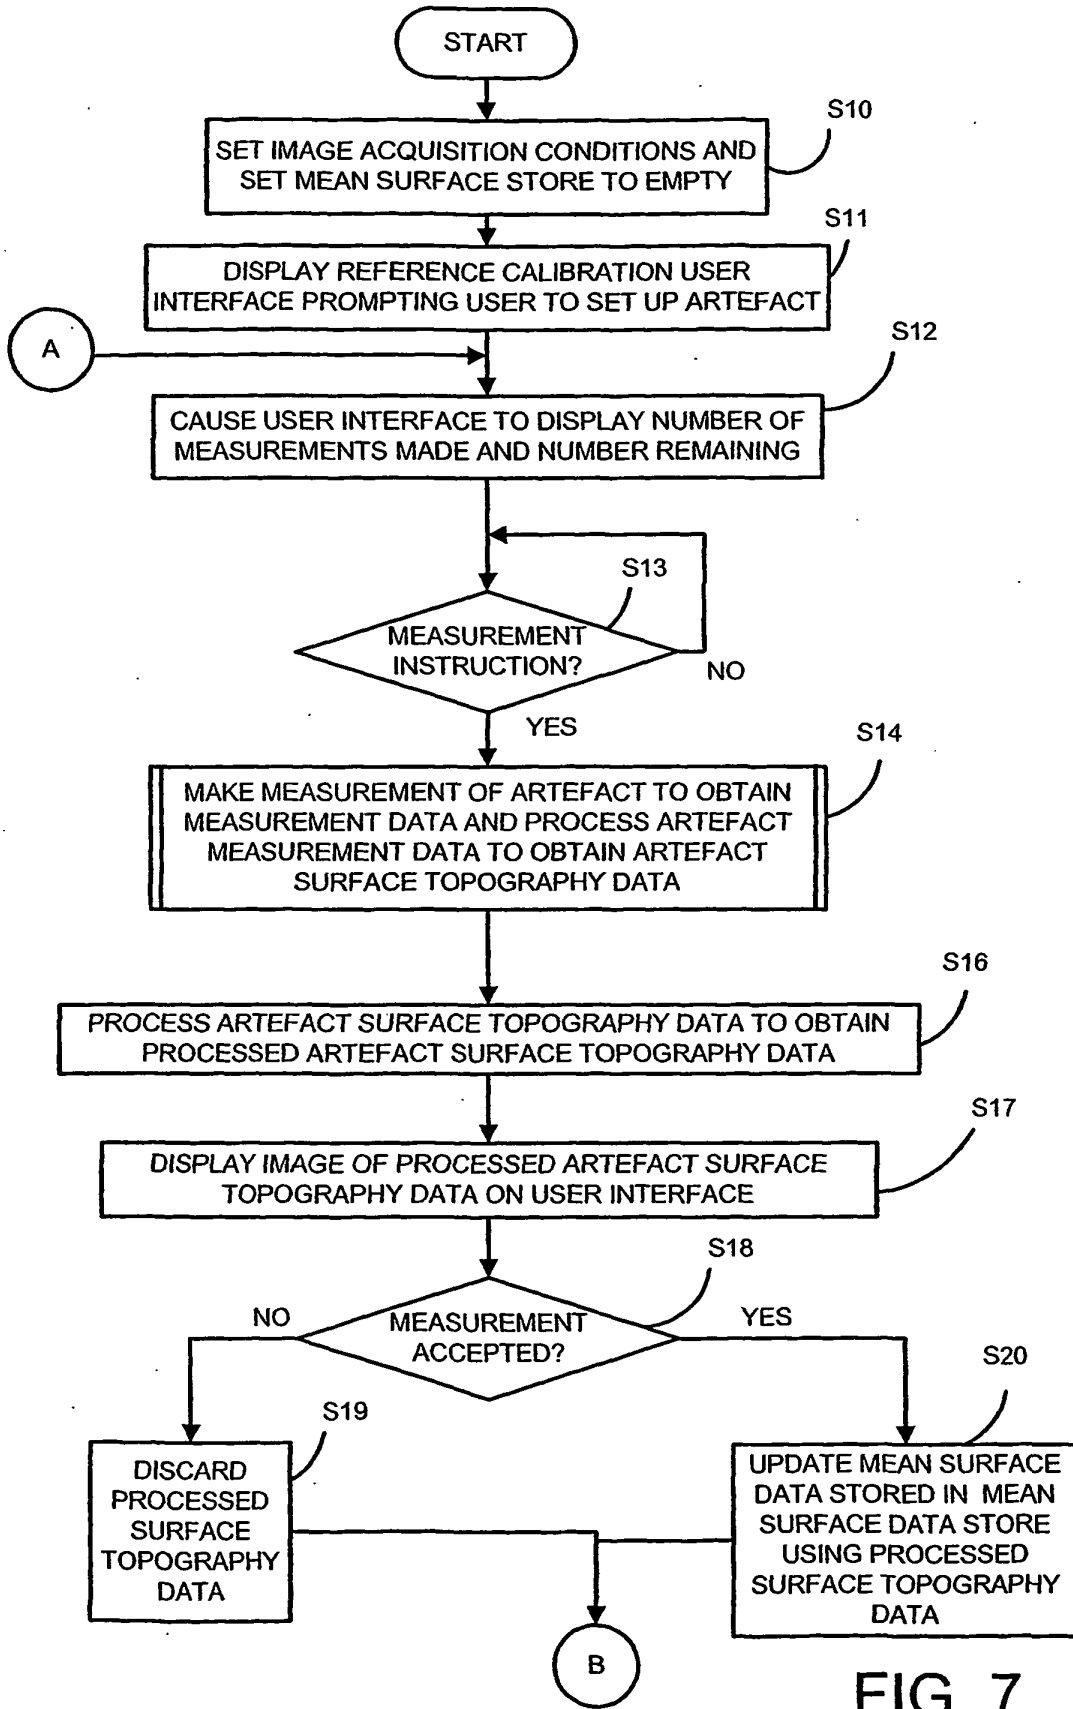 START
S10
SET IMAGE ACQUISITION CONDITIONS AND
SET MEAN SURFACE STORE TO EMPTY
S11
DISPLAY REFERENCE CALIBRATION USER
INTERFACE PROMPTING USER TO SET UP ARTEFACT
A
S12
CAUSE USER INTERFACE TO DISPLAY NUMBER OF
MEASUREMENTS MADE AND NUMBER REMAINING
S13
MEASUREMENT
INSTRUCTION?
NO
YES
S14
MAKE MEASUREMENT OF ARTEFACT TO OBTAIN
MEASUREMENT DATA AND PROCESS ARTEFACT
MEASUREMENT DATA TO OBTAIN ARTEFACT
SURFACE TOPOGRAPHY DATA
S16
PROCESS ARTEFACT SURFACE TOPOGRAPHY DATA TO OBTAIN
PROCESSED ARTEFACT SURFACE TOPOGRAPHY DATA
S17
DISPLAY IMAGE OF PROCESSED ARTEFACT SURFACE
TOPOGRAPHY DATA ON USER INTERFACE
S18
MEASUREMENT
ACCEPTED?
NO
YES
S19
DISCARD
PROCESSED
SURFACE
TOPOGRAPHY
DATA
S20
UPDATE MEAN SURFACE
DATA STORED IN MEAN
SURFACE DATA STORE
USING PROCESSED
SURFACE TOPOGRAPHY
DATA
B
FIG. 7